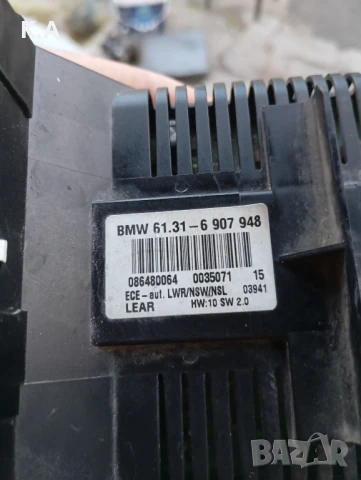 K.A
BMW 61.31-6 907 948
086480064 0035071 15
ECE-aut. LWR/NSW/NSL 03941
LEAR HW:10 SW 2.0
BAZAR